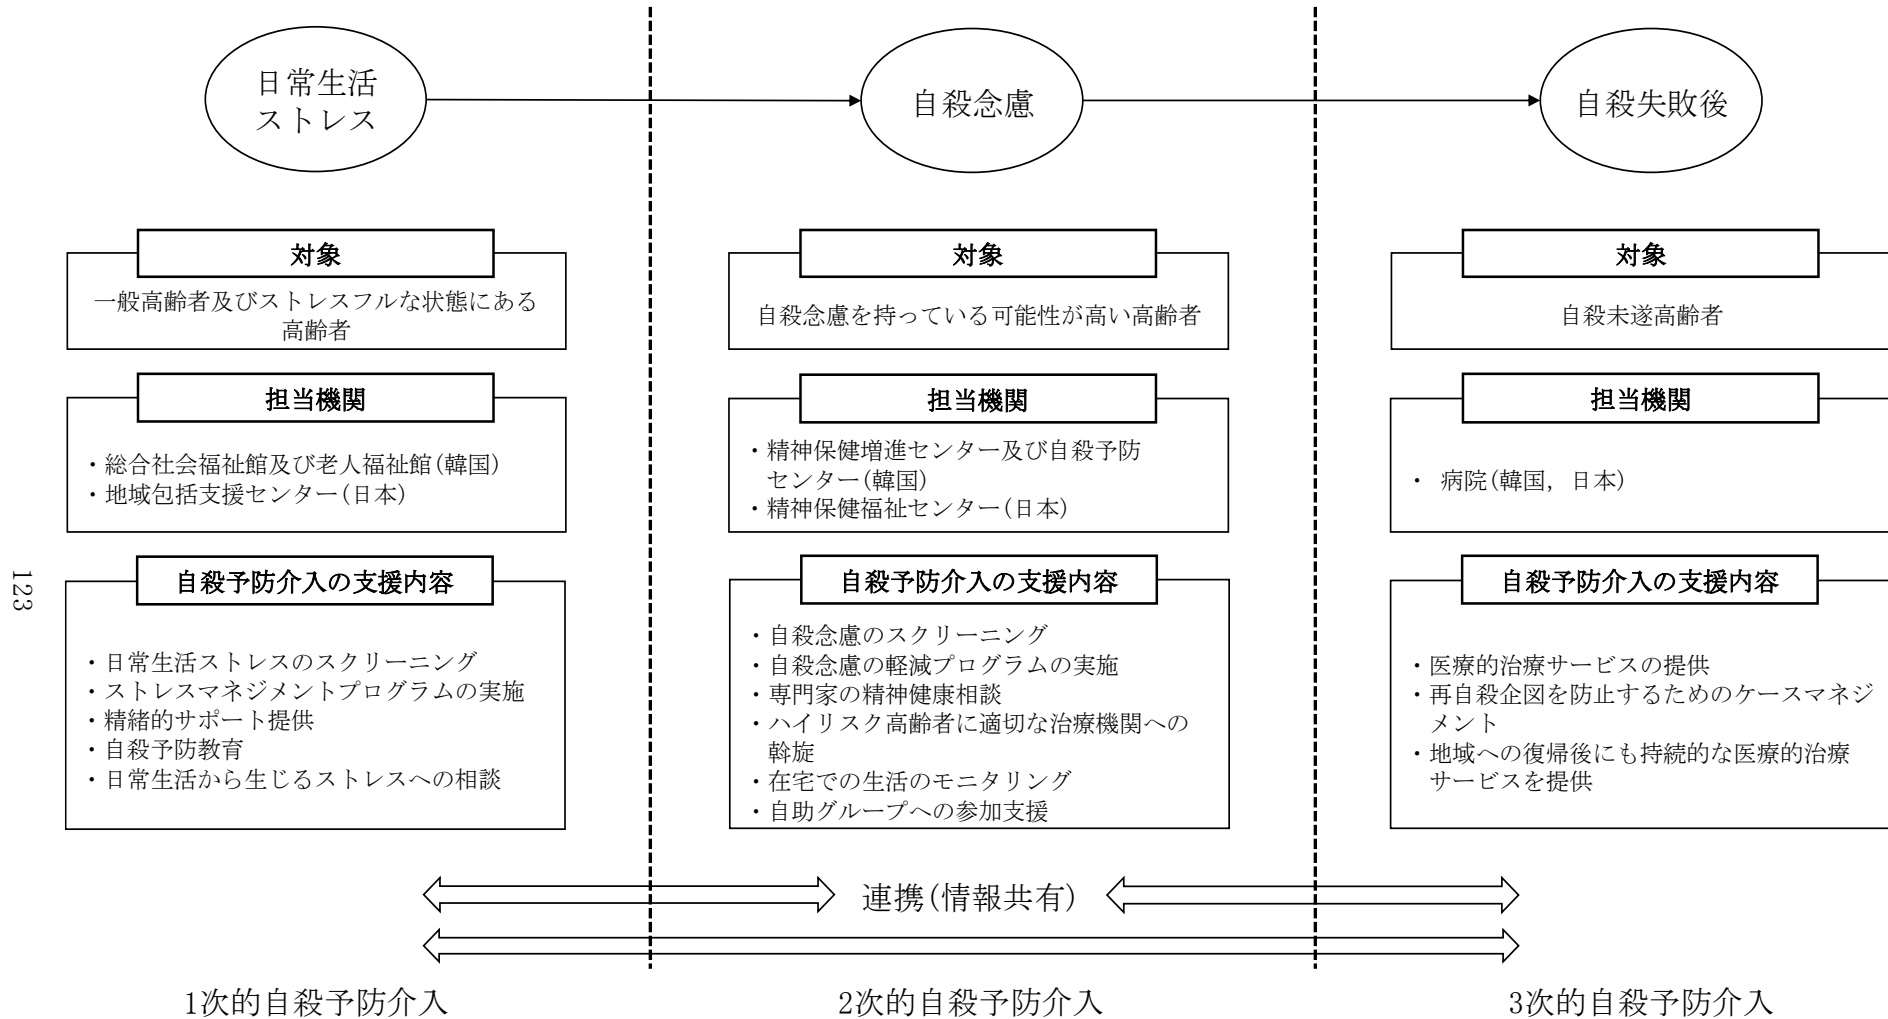 日常生活
ストレス
自殺念慮
自殺失敗後
対象
一般高齢者及びストレスフルな状態にある
高齢者
対象
自殺念慮を持っている可能性が高い高齢者
対象
自殺未遂高齢者
担当機関
・総合社会福祉館及び老人福祉館(韓国)
・地域包括支援センター(日本)
担当機関
・精神保健増進センター及び自殺予防
センター(韓国)
・精神保健福祉センター(日本)
担当機関
・ 病院(韓国, 日本)
自殺予防介入の支援内容
・日常生活ストレスのスクリーニング
・ストレスマネジメントプログラムの実施
・精緒的サポート提供
・自殺予防教育
・日常生活から生じるストレスへの相談
自殺予防介入の支援内容
・自殺念慮のスクリーニング
・自殺念慮の軽減プログラムの実施
・専門家の精神健康相談
・ハイリスク高齢者に適切な治療機関への
斡旋
・在宅での生活のモニタリング
・自助グループへの参加支援
自殺予防介入の支援内容
・医療的治療サービスの提供
・再自殺企図を防止するためのケースマネジ
メント
・地域への復帰後にも持続的な医療的治療
サービスを提供
連携(情報共有)
1次的自殺予防介入
2次的自殺予防介入
3次的自殺予防介入
123